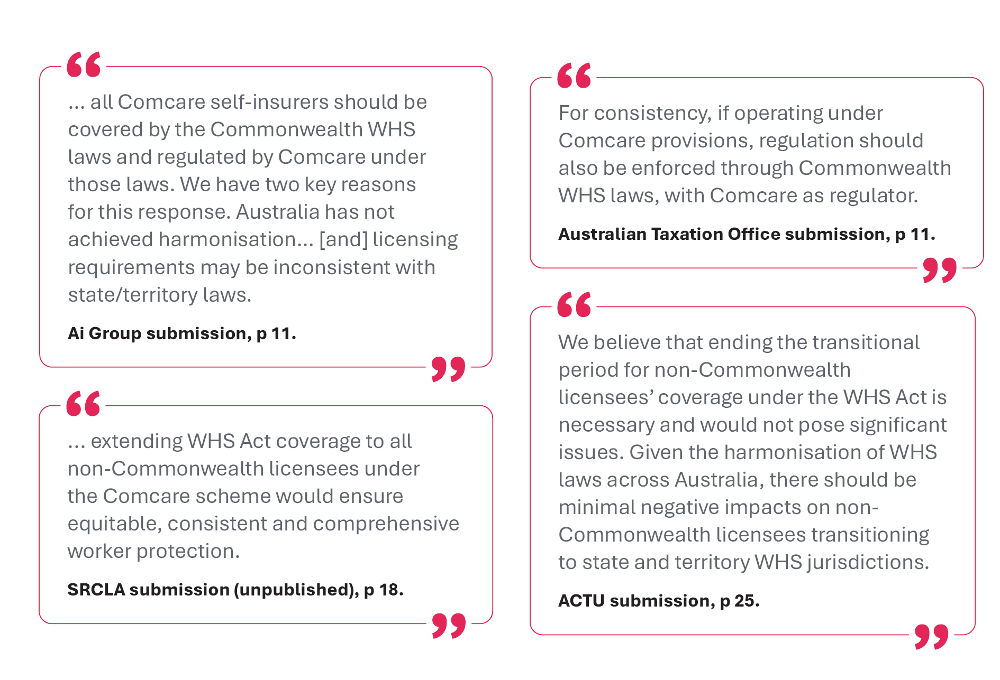 “
... all Comcare self-insurers should be
covered by the Commonwealth WHS
laws and regulated by Comcare under
those laws. We have two key reasons
for this response. Australia has not
achieved harmonisation... [and] licensing
requirements may be inconsistent with
state/territory laws.
Ai Group submission, p 11.
”
“
... extending WHS Act coverage to all
non-Commonwealth licensees under
the Comcare scheme would ensure
equitable, consistent and comprehensive
worker protection.
SRCLA submission (unpublished), p 18.
”
“
For consistency, if operating under
Comcare provisions, regulation should
also be enforced through Commonwealth
WHS laws, with Comcare as regulator.
Australian Taxation Office submission, p 11.
”
“
We believe that ending the transitional
period for non-Commonwealth
licensees’ coverage under the WHS Act is
necessary and would not pose significant
issues. Given the harmonisation of WHS
laws across Australia, there should be
minimal negative impacts on non-
Commonwealth licensees transitioning
to state and territory WHS jurisdictions.
ACTU submission, p 25.
”